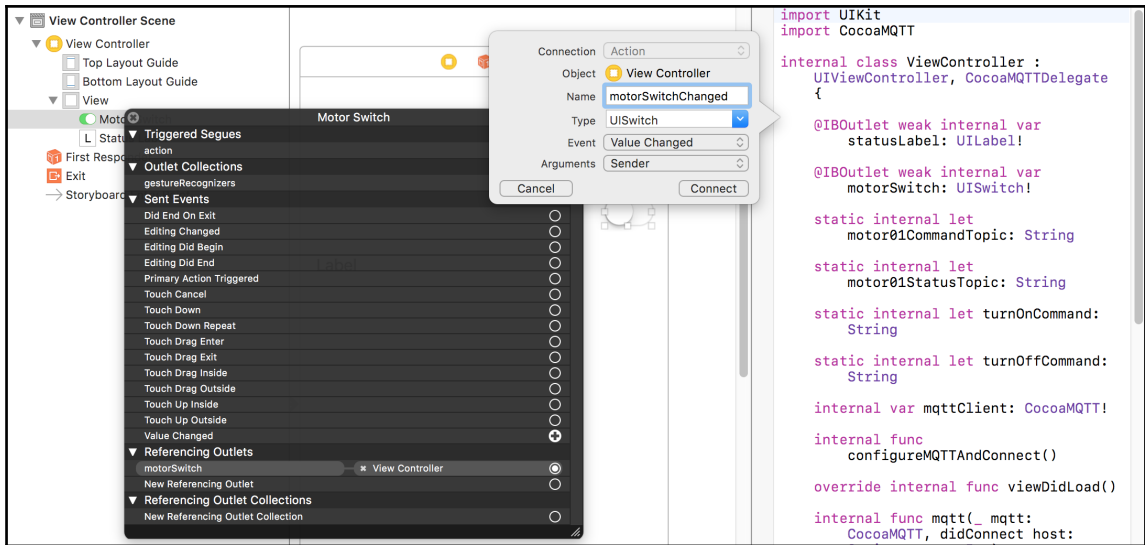 View Controller Scene
View Controller
Top Layout Guide
Bottom Layout Guide
View
Moto
L Statu
First Respo
Exit
Storyboard
Motor Switch
Triggered Segues
action
Outlet Collections
gestureRecognizers
Sent Events
Did End On Exit
Editing Changed
Editing Did Begin
Editing Did End
Primary Action Triggered
Touch Cancel
Touch Down
Touch Down Repeat
Touch Drag Enter
Touch Drag Exit
Touch Drag Inside
Touch Drag Outside
Touch Up Inside
Touch Up Outside
Value Changed
Referencing Outlets
motorSwitch View Controller
New Referencing Outlet
Referencing Outlet Collections
New Referencing Outlet Collection
Label
Connection Action
Object View Controller
Name motorSwitchChanged
Type UISwitch
Event Value Changed
Arguments Sender
Cancel Connect
import UIKit
import CocoaMQTT
internal class ViewController :
UIViewController, CocoaMQTTDelegate
{
@IBOutlet weak internal var
statusLabel: UILabel!
@IBOutlet weak internal var
motorSwitch: UISwitch!
static internal let
motor01CommandTopic: String
static internal let
motor01StatusTopic: String
static internal let turnOnCommand:
String
static internal let turnOffCommand:
String
internal var mqttClient: CocoaMQTT!
internal func
configureMQTTAndConnect()
override internal func viewDidLoad()
internal func mqtt(_ mqtt:
CocoaMQTT, didConnect host: